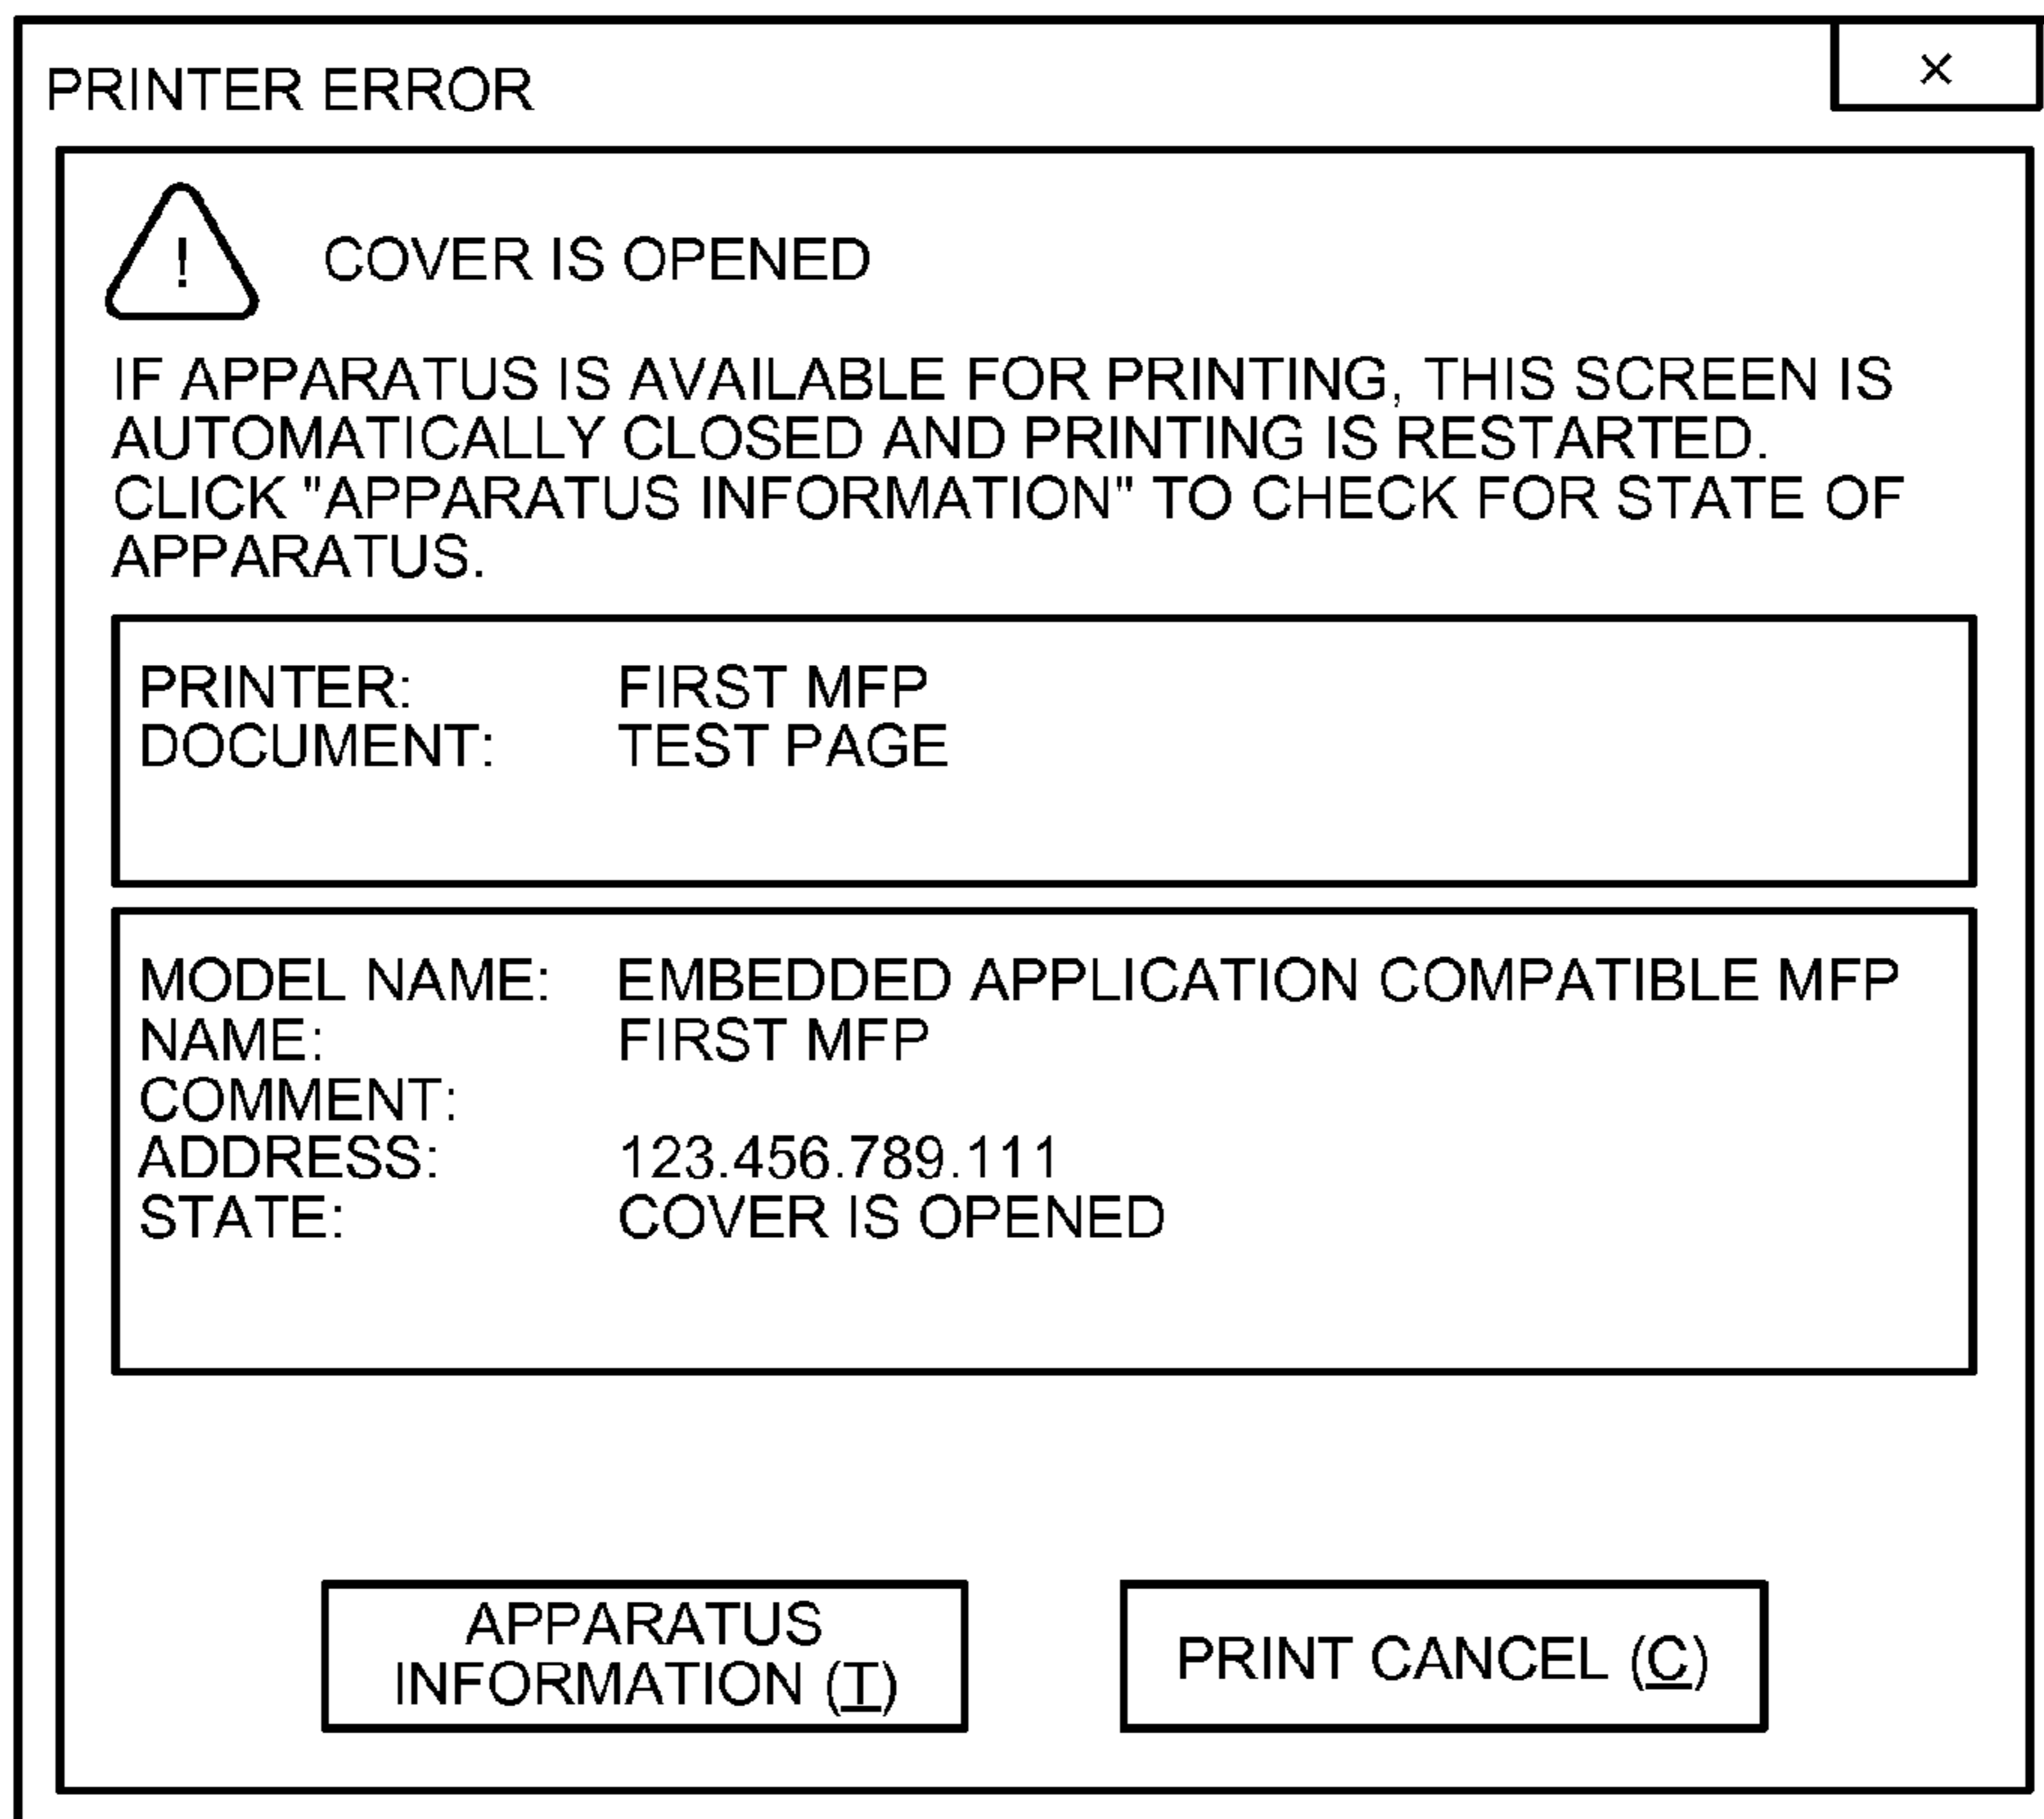 PRINTER ERROR
×
!
COVER IS OPENED
IF APPARATUS IS AVAILABLE FOR PRINTING, THIS SCREEN IS
AUTOMATICALLY CLOSED AND PRINTING IS RESTARTED.
CLICK "APPARATUS INFORMATION" TO CHECK FOR STATE OF
APPARATUS.
PRINTER: FIRST MFP
DOCUMENT: TEST PAGE
MODEL NAME: EMBEDDED APPLICATION COMPATIBLE MFP
NAME: FIRST MFP
COMMENT:
ADDRESS: 123.456.789.111
STATE: COVER IS OPENED
APPARATUS
INFORMATION (T)
PRINT CANCEL (C)